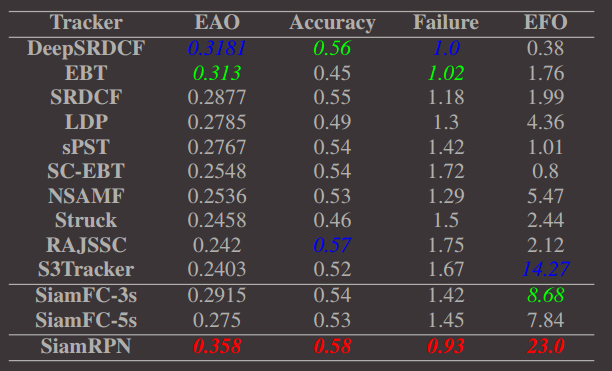 Tracker EAO Accuracy Failure EFO
DeepSRDCF 0.3181 0.56 1.0 0.38
EBT 0.313 0.45 1.02 1.76
SRDCF 0.2877 0.55 1.18 1.99
LDP 0.2785 0.49 1.3 4.36
sPST 0.2767 0.54 1.42 1.01
SC-EBT 0.2548 0.54 1.72 0.8
NSAMF 0.2536 0.53 1.29 5.47
Struck 0.2458 0.46 1.5 2.44
RAJSSC 0.242 0.57 1.75 2.12
S3Tracker 0.2403 0.52 1.67 14.27
SiamFC-3s 0.2915 0.54 1.42 8.68
SiamFC-5s 0.275 0.53 1.45 7.84
SiamRPN 0.358 0.58 0.93 23.0